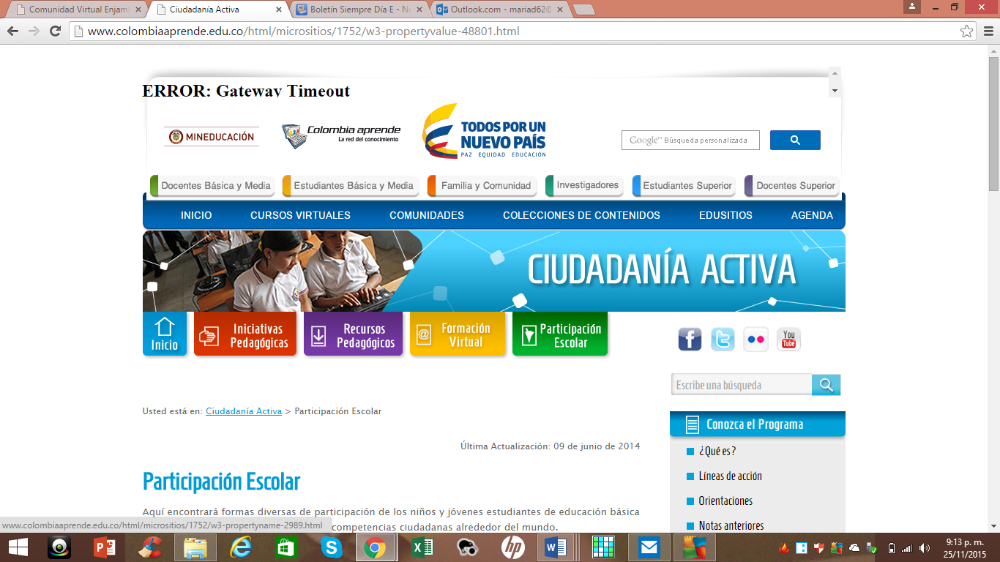 Comunidad Virtual Enjam
Ciudadanía Activa
Boletín Siempre Día E - No
Outlook.com - mariad62@
www.colombiaaprende.edu.co/html/micrositios/1752/w3-propertyvalue-48801.html
ERROR: Gateway Timeout
MINEDUCACIÓN
Colombia aprende
La red del conocimiento
TODOS POR UN
NUEVO PAÍS
PAZ EQUIDAD EDUCACIÓN
Google™ Búsqueda personalizada
Docentes Básica y Media
Estudiantes Básica y Media
Familia y Comunidad
Investigadores
Estudiantes Superior
Docentes Superior
INICIO
CURSOS VIRTUALES
COMUNIDADES
COLECCIONES DE CONTENIDOS
EDUSITIOS
AGENDA
CIUDADANÍA ACTIVA
Inicio
Iniciativas
Pedagógicas
Recursos
Pedagógicos
Formación
Virtual
Participación
Escolar
You
Tube
Escribe una búsqueda
Usted está en: Ciudadanía Activa > Participación Escolar
Conozca el Programa
Última Actualización: 09 de junio de 2014
¿Qué es?
Líneas de acción
Orientaciones
Notas anteriores
Participación Escolar
Aquí encontrará formas diversas de participación de los niños y jóvenes estudiantes de educación básica
competencias ciudadanas alrededor del mundo.
www.colombiaaprende.edu.co/html/micrositios/1752/w3-propertyname-2989.html
9:13 p. m.
25/11/2015